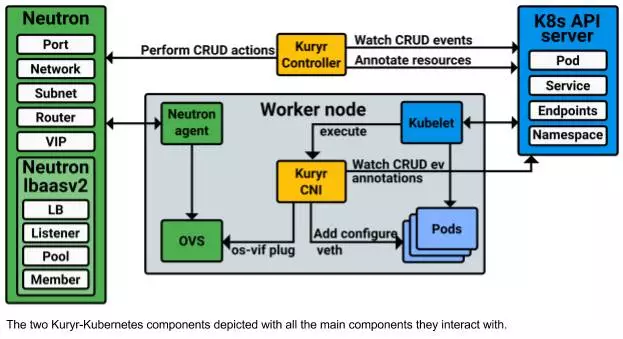 Neutron
Port
Network
Subnet
Router
VIP
Neutron
lbaasv2
LB
Listener
Pool
Member
Perform CRUD actions
Kuryr
Controller
Watch CRUD events
Annotate resources
K8s API
server
Pod
Service
Endpoints
Namespace
Worker node
Neutron
agent
execute
Kubelet
Kuryr
CNI
Watch CRUD ev
annotations
OVS
os-vif plug
Add configure
veth
Pods
The two Kuryr-Kubernetes components depicted with all the main components they interact with.